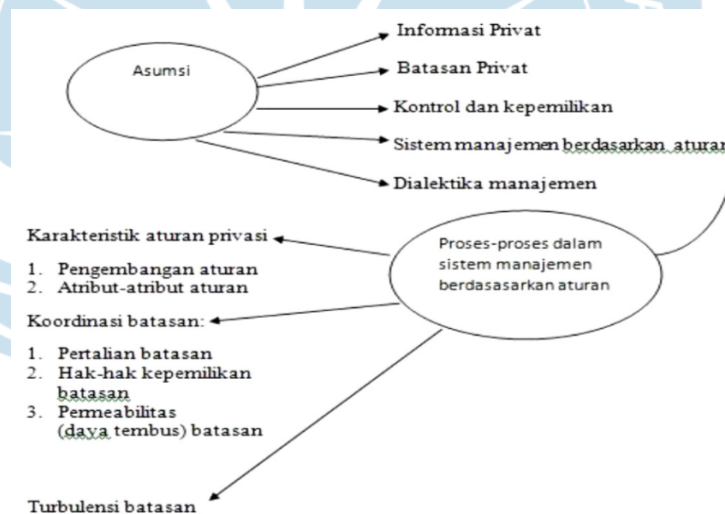 Asumsi
Informasi Privat
Batasan Privat
Kontrol dan kepemilikan
Sistem manajemen berdasarkan aturan
Dialektika manajemen
Proses-proses dalam
sistem manajemen
berdasasarkan aturan
Karakteristik aturan privasi
1. Pengembangan aturan
2. Atribut-atribut aturan
Koordinasi batasan:
1. Pertalian batasan
2. Hak-hak kepemilikan
batasan
3. Permeabilitas
(daya tembus) batasan
Turbulensi batasan